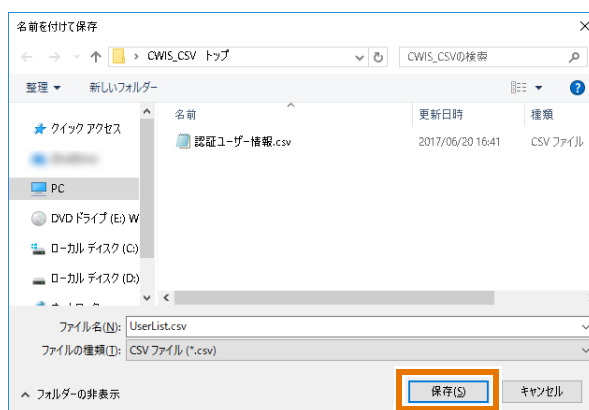 名前を付けて保存
CWIS_CSV トップ
CWIS_CSVの検索
整理
新しいフォルダー
名前
更新日時
種類
クイック アクセス
認証ユーザー情報.csv
2017/06/20 16:41
CSV ファイル
PC
DVD ドライブ (E:) W
ローカル ディスク (C:)
ローカル ディスク (D:)
ファイル名(N):
UserList.csv
ファイルの種類(T):
CSV ファイル (*.csv)
フォルダーの非表示
保存(S)
キャンセル